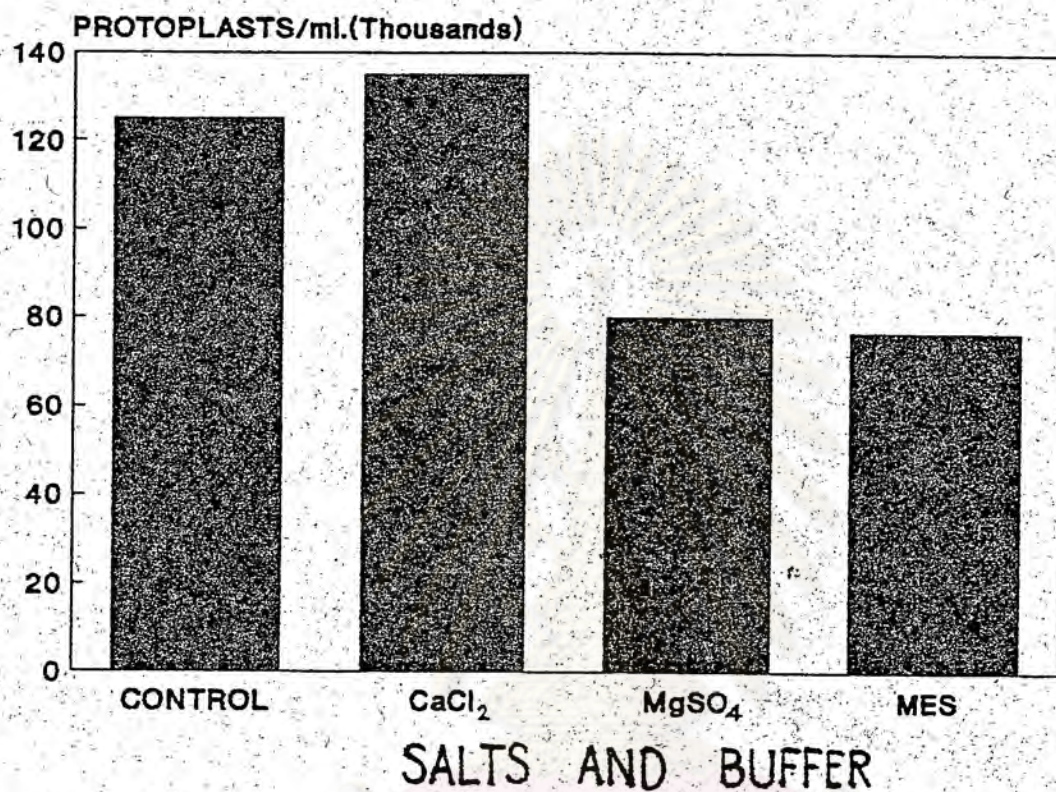 PROTOPLASTS/ml.(Thousands)
140
120
100
80
60
40
20
0
CONTROL CaCl₂ MgSO₄ MES
SALTS AND BUFFER